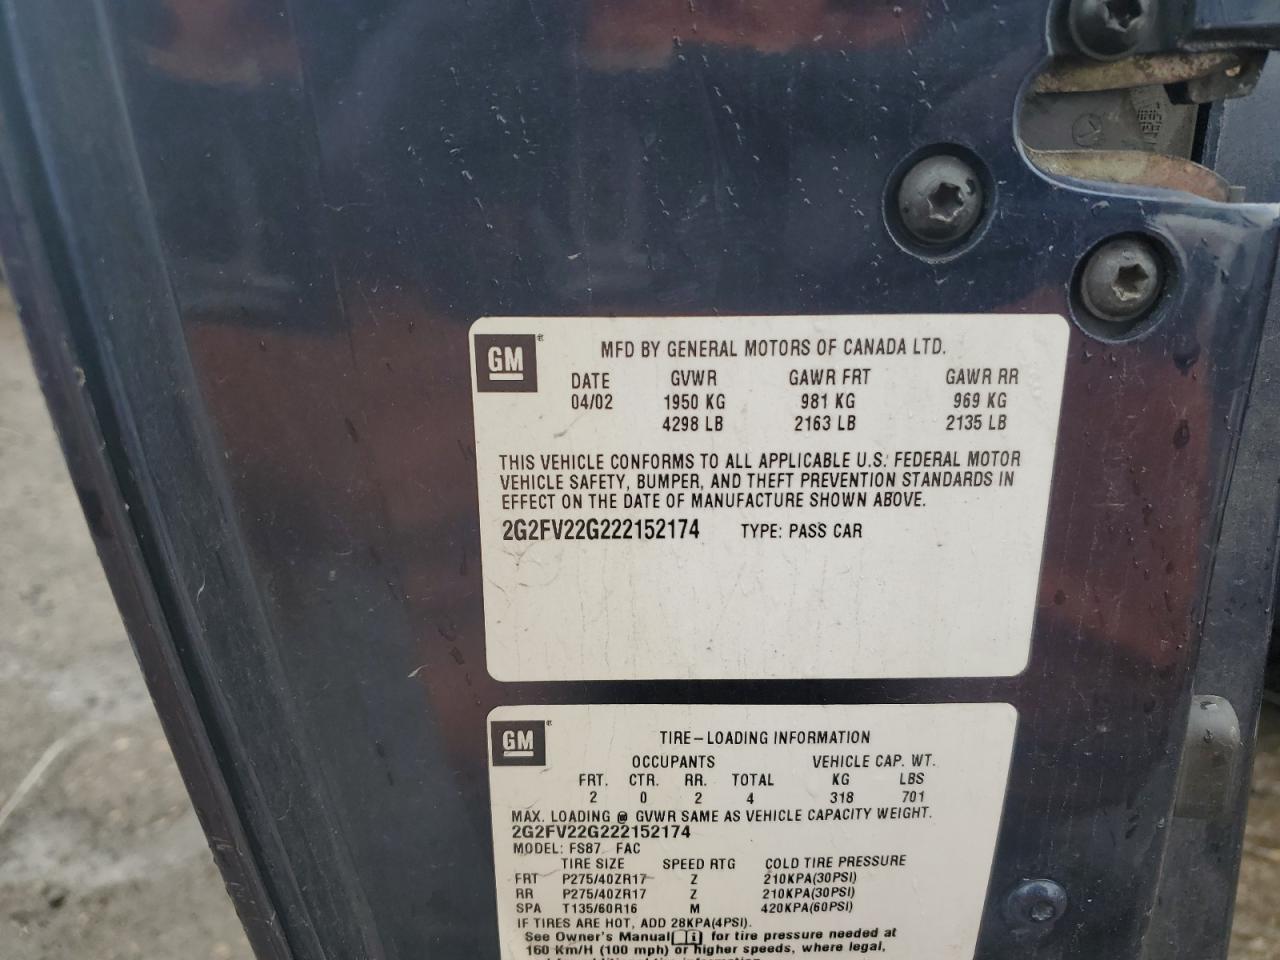 GM®
MFD BY GENERAL MOTORS OF CANADA LTD.
DATE GVWR GAWR FRT GAWR RR
04/02 1950 KG 981 KG 969 KG
4298 LB 2163 LB 2135 LB
THIS VEHICLE CONFORMS TO ALL APPLICABLE U.S. FEDERAL MOTOR
VEHICLE SAFETY, BUMPER, AND THEFT PREVENTION STANDARDS IN
EFFECT ON THE DATE OF MANUFACTURE SHOWN ABOVE.
2G2FV22G222152174 TYPE: PASS CAR
GM®
TIRE-LOADING INFORMATION
OCCUPANTS VEHICLE CAP. WT.
FRT. CTR. RR. TOTAL KG LBS
2 0 2 4 318 701
MAX. LOADING @ GVWR SAME AS VEHICLE CAPACITY WEIGHT.
2G2FV22G222152174
MODEL: FS87 FAC
TIRE SIZE SPEED RTG COLD TIRE PRESSURE
FRT P275/40ZR17 Z 210KPA(30PSI)
RR P275/40ZR17 Z 210KPA(30PSI)
SPA T135/60R16 M 420KPA(60PSI)
IF TIRES ARE HOT, ADD 28KPA(4PSI).
See Owner's Manual for tire pressure needed at
160 Km/H (100 mph) or higher speeds, where legal,